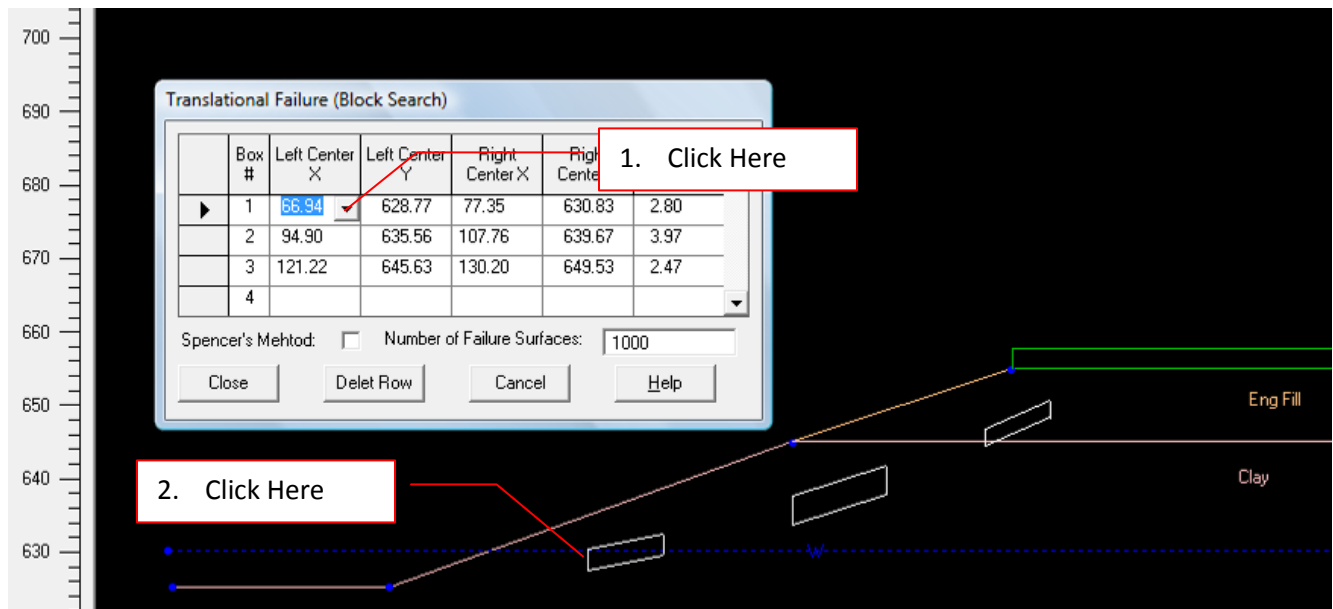 700
690
680
670
660
650
640
630
Translational Failure (Block Search)
Box # Left Center X Left Center Y Right Center X
1 66.94 628.77 77.35 630.83 2.80
2 94.90 635.56 107.76 639.67 3.97
3 121.22 645.63 130.20 649.53 2.47
4
Spencer's Mehtod: Number of Failure Surfaces: 1000
Close Delet Row Cancel Help
1. Click Here
2. Click Here
Eng Fill
Clay
W